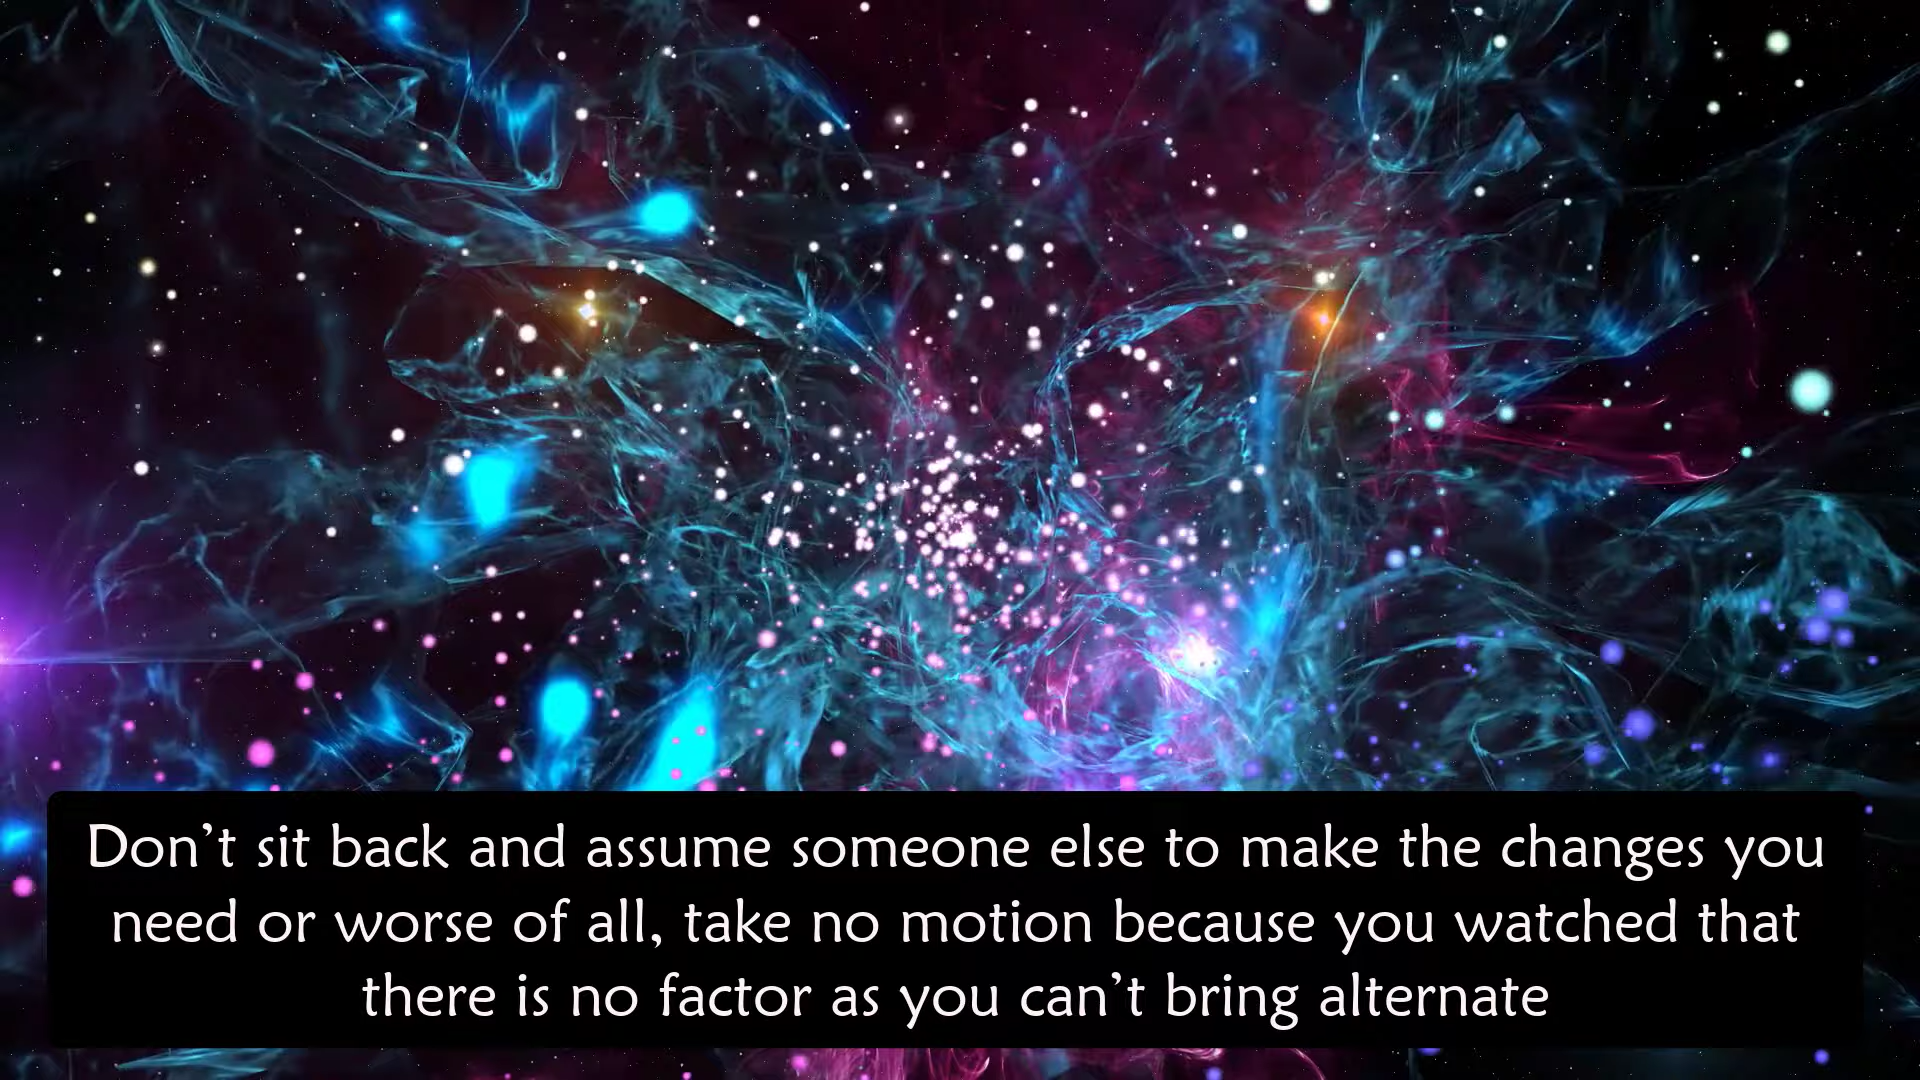 Don’t sit back and assume someone else to make the changes you
need or worse of all, take no motion because you watched that
there is no factor as you can’t bring alternate